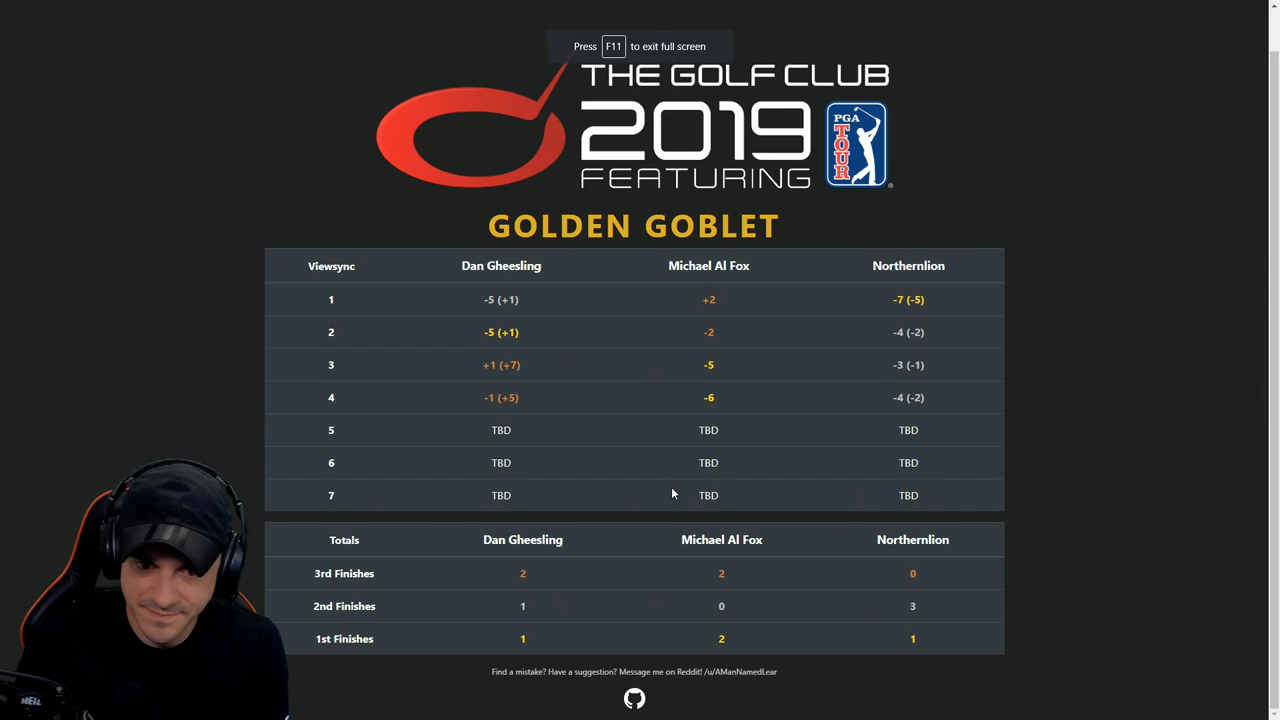 Press F11 to exit full screen
THE GOLF CLUB
2019
FEATURING
PGA
TOUR
GOLDEN GOBLET
Viewsync Dan Gheesling Michael Al Fox Northernlion
1 -5 (+1) +2 -7 (-5)
2 -5 (+1) -2 -4 (-2)
3 +1 (+7) -5 -3 (-1)
4 -1 (+5) -6 -4 (-2)
5 TBD TBD TBD
6 TBD TBD TBD
7 TBD TBD TBD
Totals Dan Gheesling Michael Al Fox Northernlion
3rd Finishes 2 2 0
2nd Finishes 1 0 3
1st Finishes 1 2 1
Find a mistake? Have a suggestion? Message me on Reddit! /u/AManNamedLear